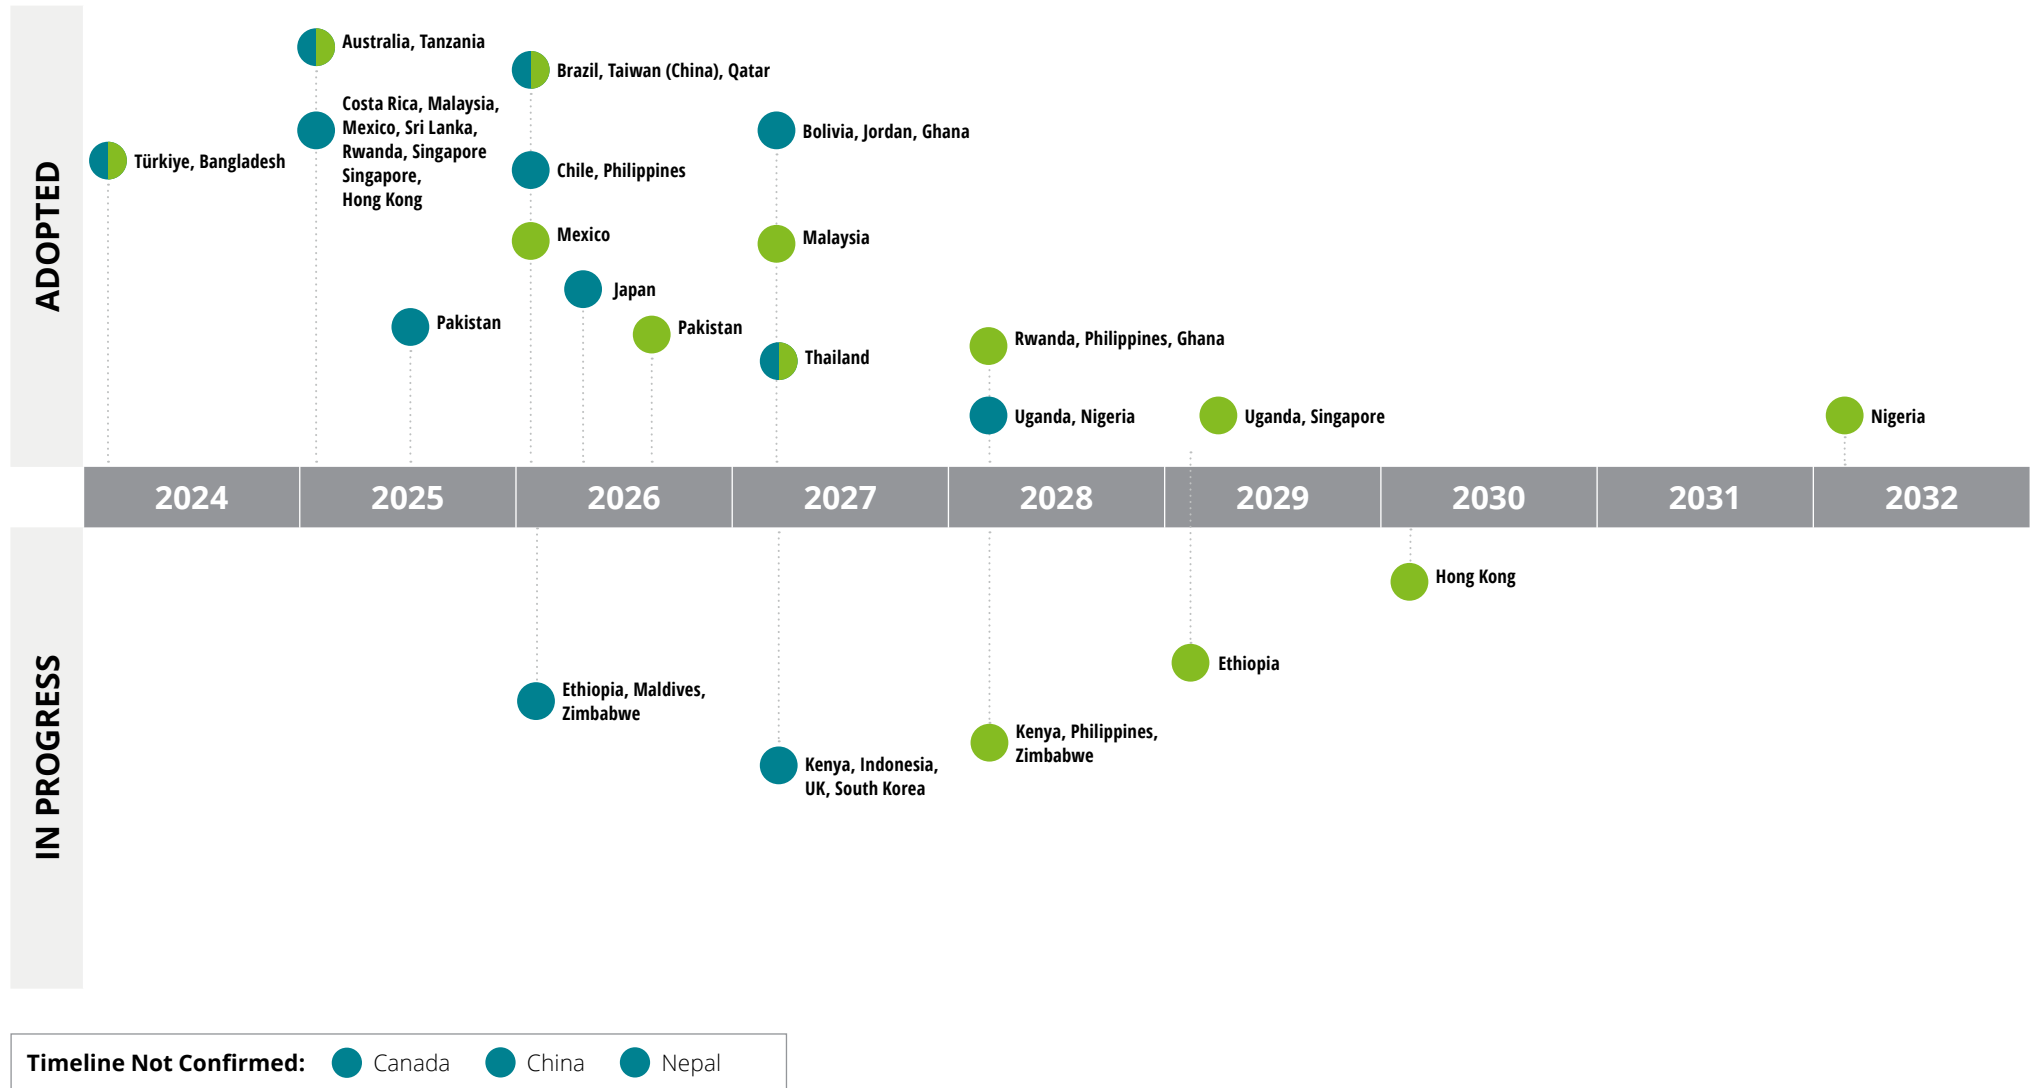 ADOPTED
Australia, Tanzania
Costa Rica, Malaysia,
Mexico, Sri Lanka,
Rwanda, Singapore
Singapore,
Hong Kong
Türkiye, Bangladesh
Pakistan
Brazil, Taiwan (China), Qatar
Chile, Philippines
Mexico
Japan
Pakistan
Bolivia, Jordan, Ghana
Malaysia
Thailand
Rwanda, Philippines, Ghana
Uganda, Nigeria
Uganda, Singapore
Nigeria
2024
2025
2026
2027
2028
2029
2030
2031
2032
IN PROGRESS
Ethiopia, Maldives,
Zimbabwe
Kenya, Indonesia,
UK, South Korea
Kenya, Philippines,
Zimbabwe
Ethiopia
Hong Kong
Timeline Not Confirmed: Canada China Nepal